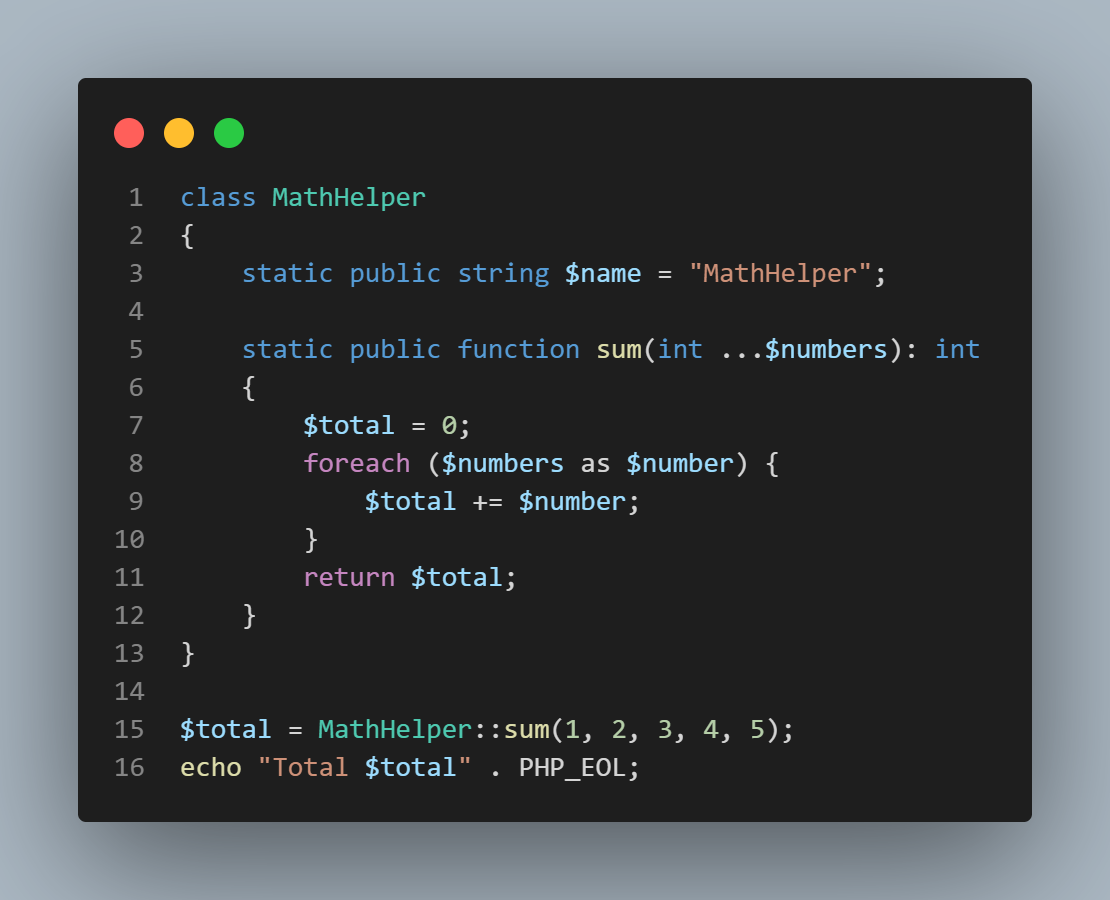 1 class MathHelper
2 {
3     static public string $name = "MathHelper";
4
5     static public function sum(int ...$numbers): int
6     {
7         $total = 0;
8         foreach ($numbers as $number) {
9             $total += $number;
10         }
11         return $total;
12     }
13 }
14
15 $total = MathHelper::sum(1, 2, 3, 4, 5);
16 echo "Total $total" . PHP_EOL;